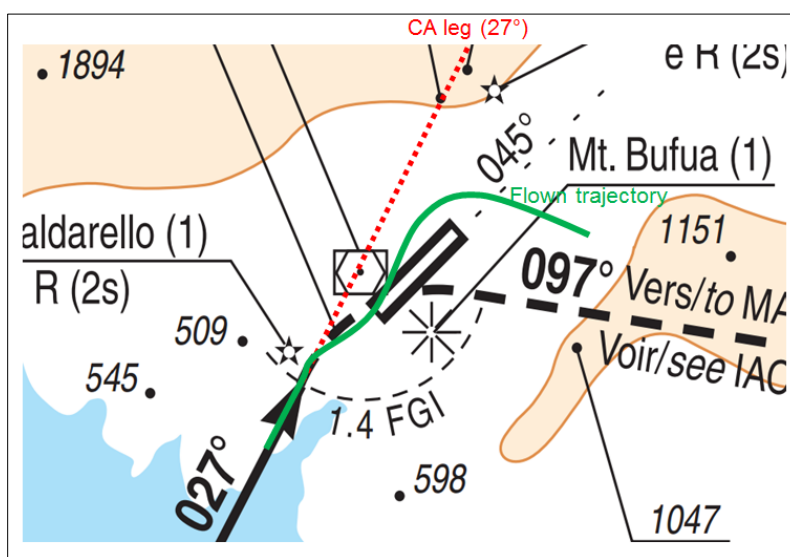 CA leg (27°)
1894
e R (2s)
045°
Mt. Bufua (1)
Flown trajectory
aldarello (1)
R (2s)
1151
097° Vers/to MA
Voir/see IAC
509
545
1.4 FGI
027°
598
1047